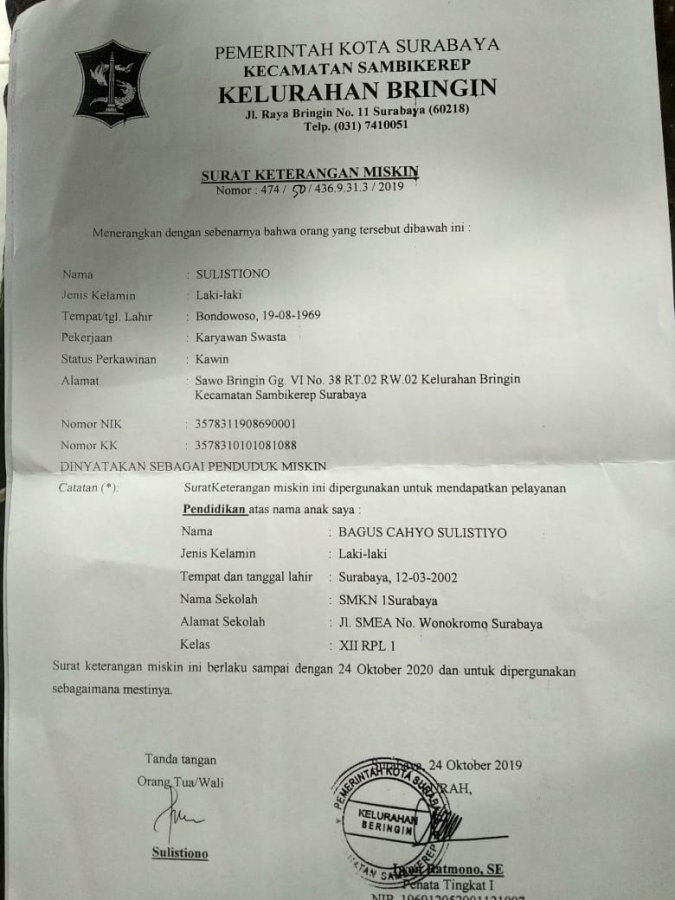 PEMERINTAH KOTA SURABAYA
KECAMATAN SAMBIKEREP
KELURAHAN BRINGIN
Jl. Raya Bringin No. 11 Surabaya (60218)
Telp. (031) 7410051
SURAT KETERANGAN MISKIN
Nomor : 474 / 50 / 436.9.31.3 / 2019
Menerangkan dengan sebenarnya bahwa orang yang tersebut dibawah ini :
Nama : SULISTIONO
Jenis Kelamin : Laki-laki
Tempat/tgl. Lahir : Bondowoso, 19-08-1969
Pekerjaan : Karyawan Swasta
Status Perkawinan : Kawin
Alamat : Sawo Bringin Gg. VI No. 38 RT.02 RW.02 Kelurahan Bringin
Kecamatan Sambikerep Surabaya
Nomor NIK : 3578311908690001
Nomor KK : 3578310101081088
DINYATAKAN SEBAGAI PENDUDUK MISKIN
Catatan (*): SuratKeterangan miskin ini dipergunakan untuk mendapatkan pelayanan
Pendidikan atas nama anak saya :
Nama : BAGUS CAHYO SULISTIYO
Jenis Kelamin : Laki-laki
Tempat dan tanggal lahir : Surabaya, 12-03-2002
Nama Sekolah : SMKN 1Surabaya
Alamat Sekolah : Jl. SMEA No. Wonokromo Surabaya
Kelas : XII RPL 1
Surat keterangan miskin ini berlaku sampai dengan 24 Oktober 2020 dan untuk dipergunakan
sebagaimana mestinya.
Tanda tangan
Orang Tua/Wali
Sulistiono
Surabaya, 24 Oktober 2019
PEMERINTAH KOTA SURABAYA
KELURAHAN
BERINGIN
SAMBIKEREP
Ratmono, SE
Penata Tingkat I